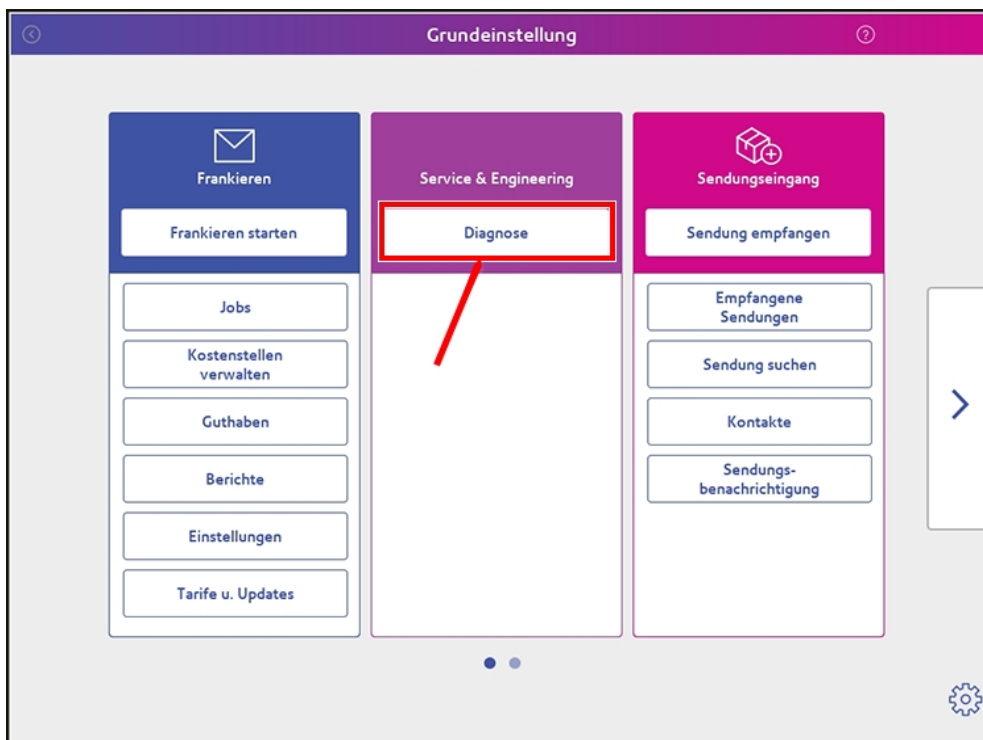 Grundeinstellung
?
Frankieren
Frankieren starten
Jobs
Kostenstellen
verwalten
Guthaben
Berichte
Einstellungen
Tarife u. Updates
Service & Engineering
Diagnose
Sendungseingang
Sendung empfangen
Empfangene
Sendungen
Sendung suchen
Kontakte
Sendungs-
benachrichtigung